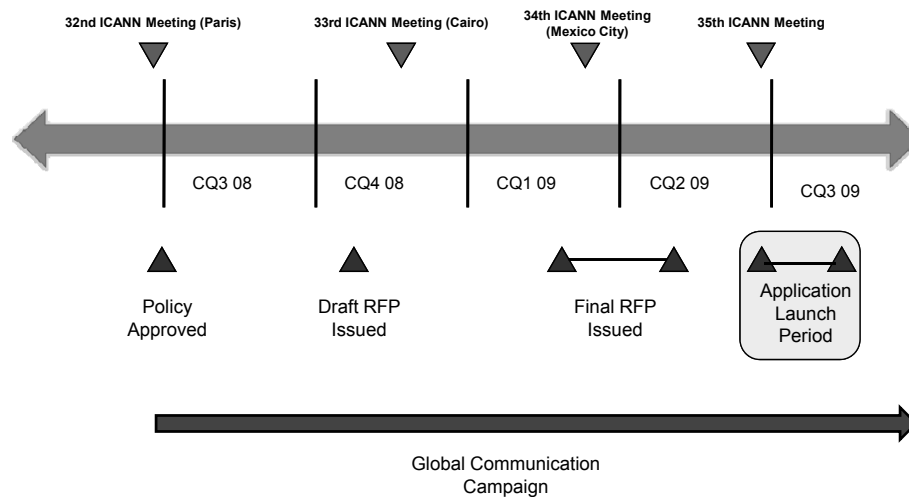 32nd ICANN Meeting (Paris)
33rd ICANN Meeting (Cairo)
34th ICANN Meeting
(Mexico City)
35th ICANN Meeting
CQ3 08
CQ4 08
CQ1 09
CQ2 09
CQ3 09
Policy
Approved
Draft RFP
Issued
Final RFP
Issued
Application
Launch
Period
Global Communication
Campaign